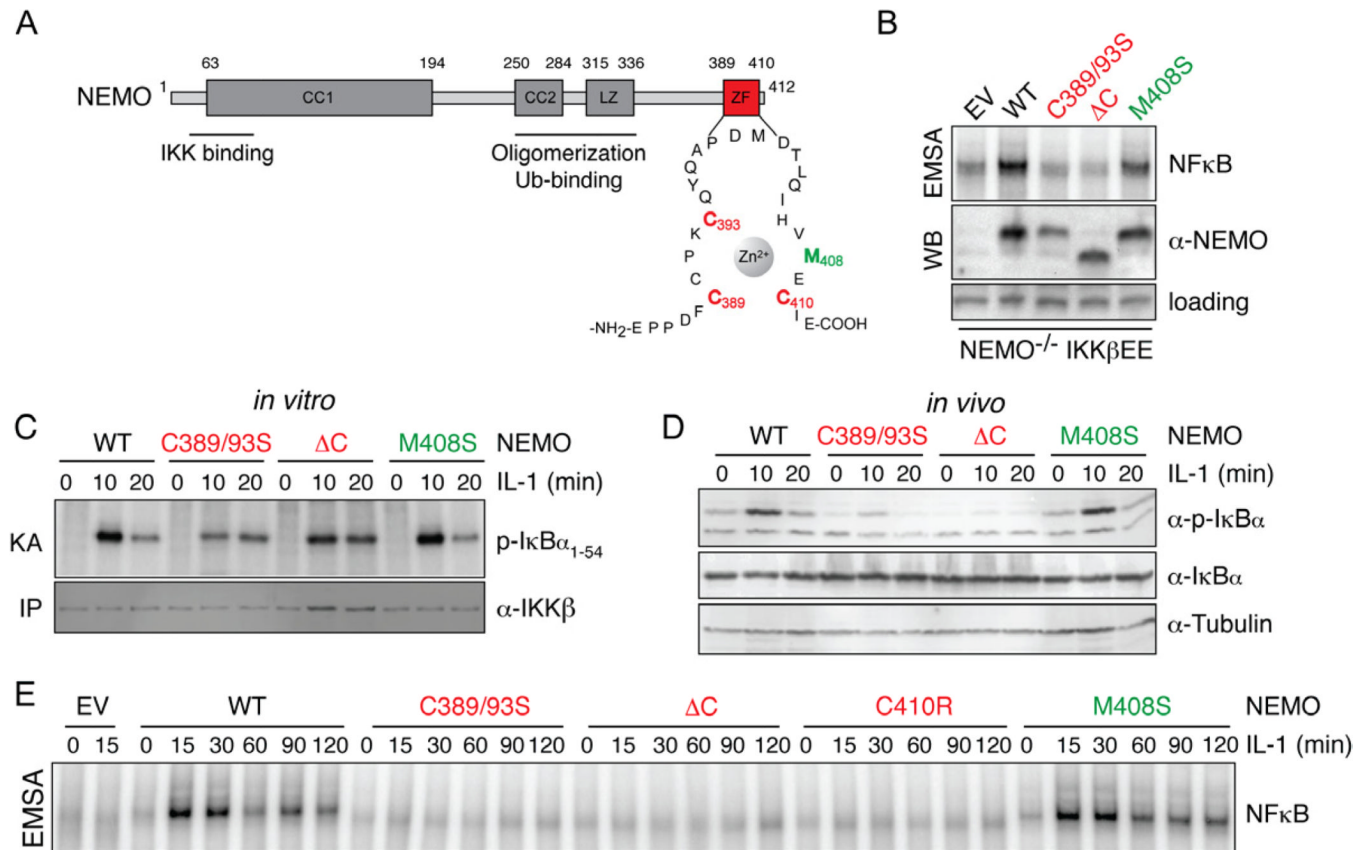 A
63 194 250 284 315 336 389 410
NEMO 1 CC1 CC2 LZ ZF 412
IKK binding
Oligomerization
Ub-binding
P D M
A D
Q T
Y L
Q Q
I
C393 H
K V
P Zn2+ M408
C E
C389 C410
F I
-NH2-E P P D E-COOH
B
EV WT C389/93S ΔC M408S
EMSA NFκB
WB α-NEMO
loading
NEMO-/- IKKβEE
C
in vitro
WT C389/93S ΔC M408S NEMO
0 10 20 0 10 20 0 10 20 0 10 20 IL-1 (min)
KA p-IκBα1-54
IP α-IKKβ
D
in vivo
WT C389/93S ΔC M408S NEMO
0 10 20 0 10 20 0 10 20 0 10 20 IL-1 (min)
α-p-IκBα
α-IκBα
α-Tubulin
E
EV WT C389/93S ΔC C410R M408S NEMO
0 15 0 15 30 60 90 120 0 15 30 60 90 120 0 15 30 60 90 120 0 15 30 60 90 120 0 15 30 60 90 120 IL-1 (min)
EMSA NFκB